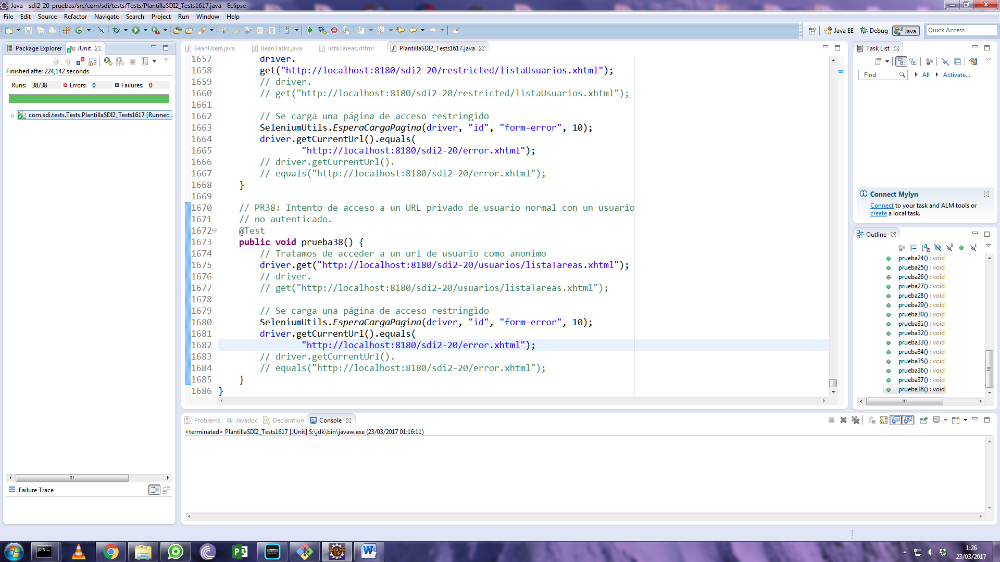 Java - sdi2-20-pruebas/src/com/sdi/tests/Tests/PlantillaSDI2_Tests1617.java - Eclipse
File Edit Source Refactor Navigate Search Project Run Window Help
Java EE Debug Java Quick Access
Package Explorer JUnit
Finished after 224,142 seconds
Runs: 38/38 Errors: 0 Failures: 0
com.sdi.tests.Tests.PlantillaSDI2_Tests1617 [Runner:
Failure Trace
BeanUsers.java BeanTasks.java listaTareas.xhtml PlantillaSDI2_Tests1617.java
1657 driver.
1658 get("http://localhost:8180/sdi2-20/restricted/listaUsuarios.xhtml");
1659 // driver.
1660 // get("http://localhost:8180/sdi2-20/restricted/listaUsuarios.xhtml");
1661
1662 // Se carga una página de acceso restringido
1663 SeleniumUtils.EsperaCargaPagina(driver, "id", "form-error", 10);
1664 driver.getCurrentUrl().equals(
1665 "http://localhost:8180/sdi2-20/error.xhtml");
1666 // driver.getCurrentUrl().
1667 // equals("http://localhost:8180/sdi2-20/error.xhtml");
1668 }
1669
1670 // PR38: Intento de acceso a un URL privado de usuario normal con un usuario
1671 // no autenticado.
1672 @Test
1673 public void prueba38() {
1674 // Tratamos de acceder a un url de usuario como anonimo
1675 driver.get("http://localhost:8180/sdi2-20/usuarios/listaTareas.xhtml");
1676 // driver.
1677 // get("http://localhost:8180/sdi2-20/usuarios/listaTareas.xhtml");
1678
1679 // Se carga una página de acceso restringido
1680 SeleniumUtils.EsperaCargaPagina(driver, "id", "form-error", 10);
1681 driver.getCurrentUrl().equals(
1682 "http://localhost:8180/sdi2-20/error.xhtml");
1683 // driver.getCurrentUrl().
1684 // equals("http://localhost:8180/sdi2-20/error.xhtml");
1685 }
1686 }
Problems Javadoc Declaration Console
<terminated> PlantillaSDI2_Tests1617 [JUnit] S:\jdk\bin\javaw.exe (23/03/2017 01:16:11)
Task List
Find All Activate...
Connect Mylyn
Connect to your task and ALM tools or
create a local task.
Outline
prueba24() : void
prueba25() : void
prueba26() : void
prueba27() : void
prueba28() : void
prueba29() : void
prueba30() : void
prueba31() : void
prueba32() : void
prueba33() : void
prueba34() : void
prueba35() : void
prueba36() : void
prueba37() : void
prueba38() : void
1:26
23/03/2017